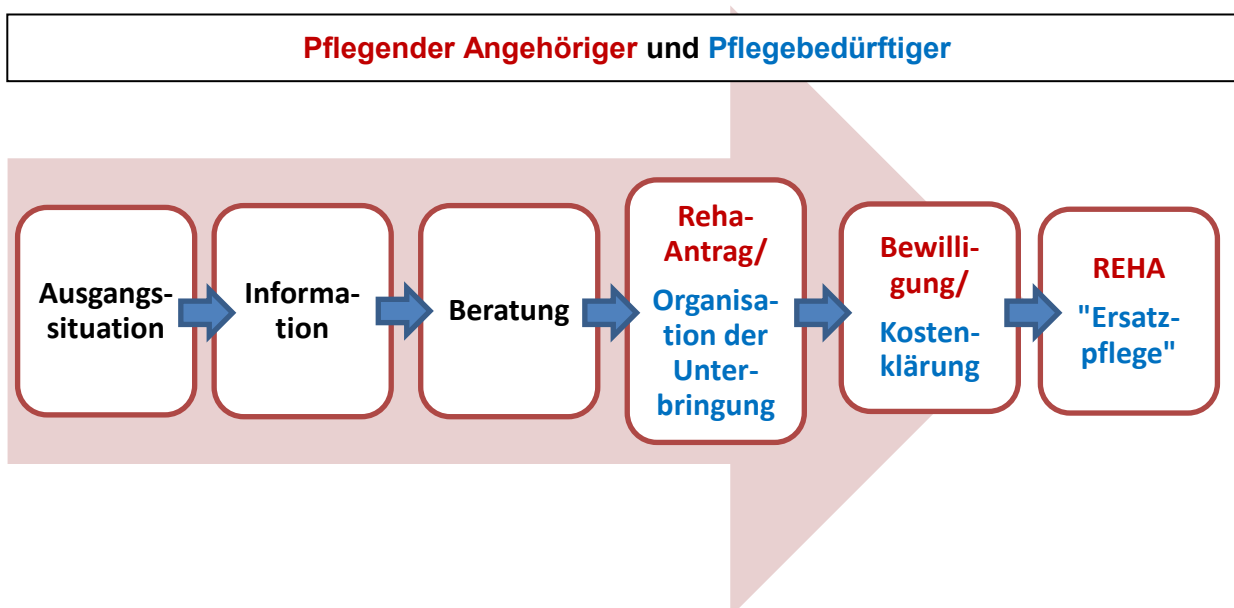 Pflegender Angehöriger und Pflegebedürftiger
Ausgangs-
situation
Informa-
tion
Beratung
Reha-
Antrag/
Organisa-
tion der
Unter-
bringung
Bewilli-
gung/
Kosten-
klärung
REHA
"Ersatz-
pflege"